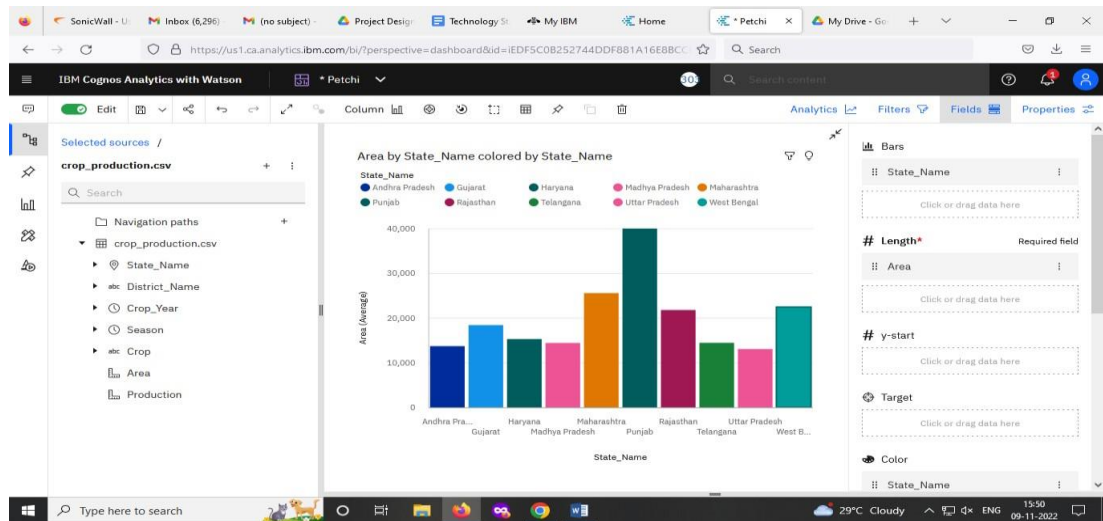 SonicWall - U
Inbox (6,296)
(no subject) -
Project Design
Technology St
My IBM
Home
* Petchi
My Drive - Go
https://us1.ca.analytics.ibm.com/bi/?perspective=dashboard&id=iEDF5C0B252744DDF881A16E8BCC
Search
IBM Cognos Analytics with Watson
* Petchi
303
Search content
1
Edit
Column
Analytics
Filters
Fields
Properties
Selected sources /
crop_production.csv
Search
Navigation paths
crop_production.csv
State_Name
abc District_Name
Crop_Year
Season
abc Crop
Area
Production
Area by State_Name colored by State_Name
State_Name
Andhra Pradesh Gujarat Haryana Madhya Pradesh Maharashtra
Punjab Rajasthan Telangana Uttar Pradesh West Bengal
40,000
30,000
20,000
10,000
0
Area (Average)
Andhra Pra... Haryana Maharashtra Rajasthan Uttar Pradesh
Gujarat Madhya Pradesh Punjab Telangana West B...
State_Name
Bars
State_Name
Click or drag data here
# Length* Required field
Area
Click or drag data here
# y-start
Click or drag data here
Target
Click or drag data here
Color
State_Name
Type here to search
29°C Cloudy
ENG
15:50
09-11-2022